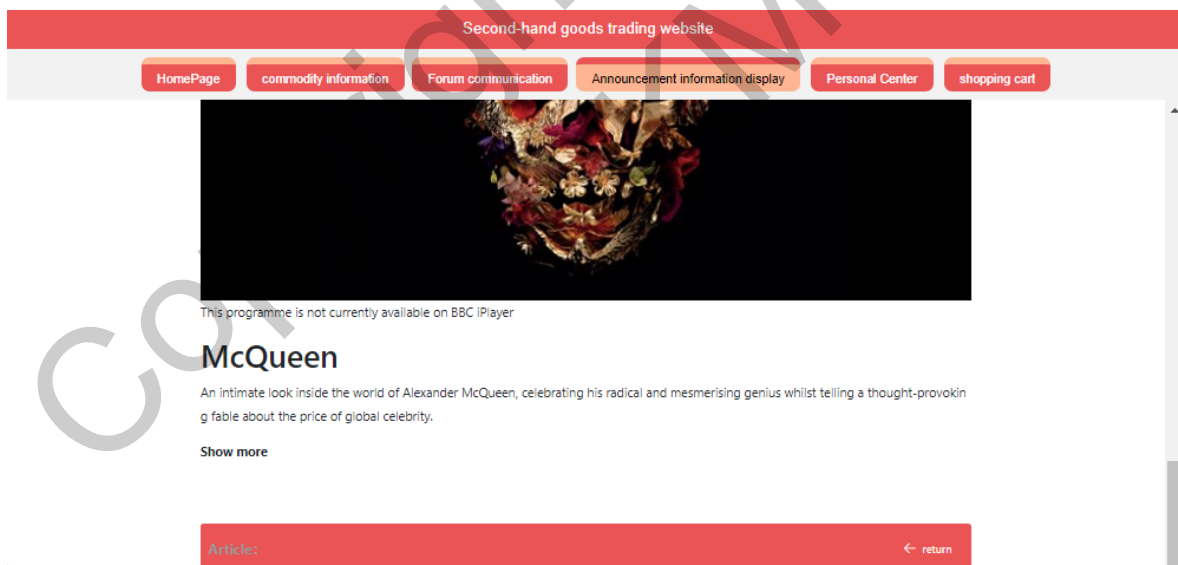 Second-hand goods trading website
HomePage commodity information Forum communication Announcement information display Personal Center shopping cart
This programme is not currently available on BBC iPlayer
McQueen
An intimate look inside the world of Alexander McQueen, celebrating his radical and mesmerising genius whilst telling a thought-provokin
g fable about the price of global celebrity.
Show more
Article: ← return